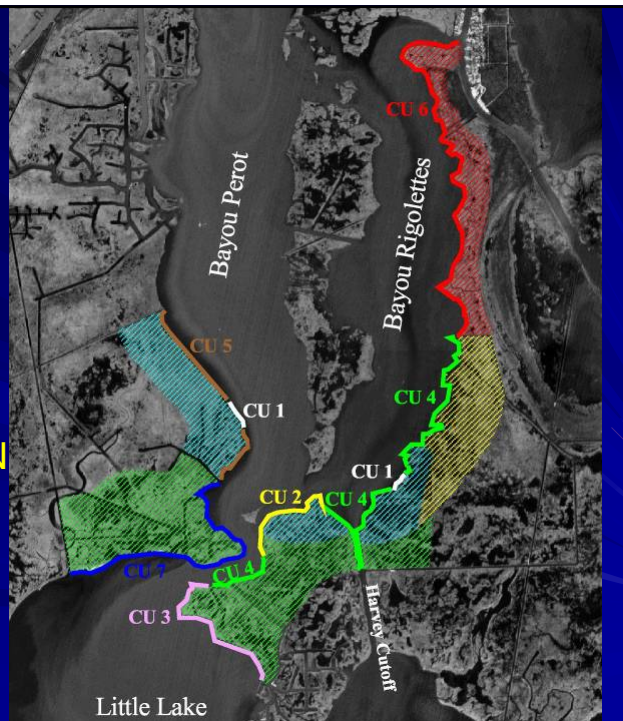 CU 6
Bayou Perot
Bayou Rigolettes
CU 5
CU 1
CU 4
N
CU 1
CU 2
CU 4
CU 7
CU 4
CU 3
Harvey Cutoff
Little Lake